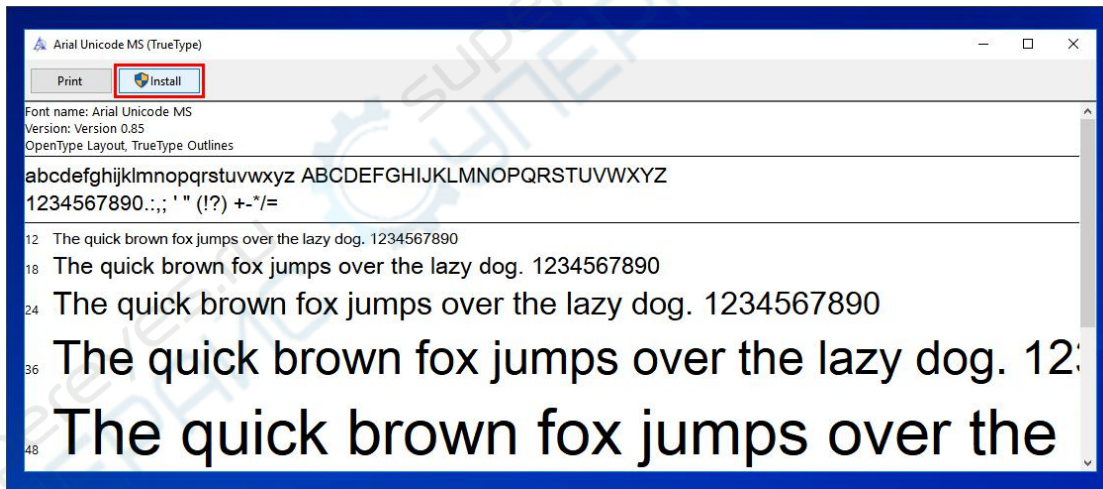 Arial Unicode MS (TrueType)
Print Install
Font name: Arial Unicode MS
Version: Version 0.85
OpenType Layout, TrueType Outlines
abcdefghijklmnopqrstuvwxyz ABCDEFGHIJKLMNOPQRSTUVWXYZ
1234567890.:,; ' " (!?) +-*/=
12 The quick brown fox jumps over the lazy dog. 1234567890
18 The quick brown fox jumps over the lazy dog. 1234567890
24 The quick brown fox jumps over the lazy dog. 1234567890
36 The quick brown fox jumps over the lazy dog. 12
48 The quick brown fox jumps over the